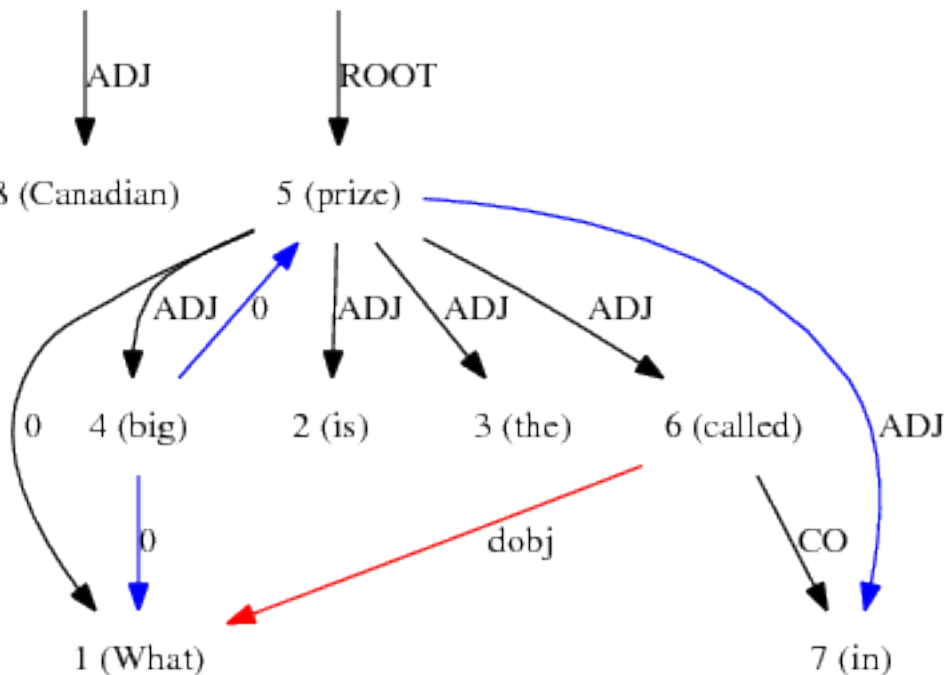 ADJ ROOT
8 (Canadian) 5 (prize)
ADJ 0 ADJ ADJ ADJ
0 4 (big) 2 (is) 3 (the) 6 (called) ADJ
0 dobj CO
1 (What) 7 (in)